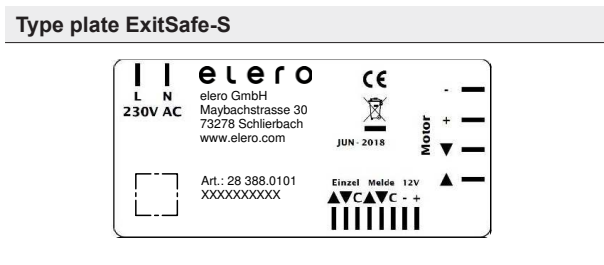 Type plate ExitSafe-S
L N
230V AC
elero
elero GmbH
Maybachstrasse 30
73278 Schlierbach
www.elero.com
CE
JUN - 2018
Motor
-
+
▼
▲
Art.: 28 388.0101
XXXXXXXXXX
Einzel Melde 12V
▲▼C▲▼C - +